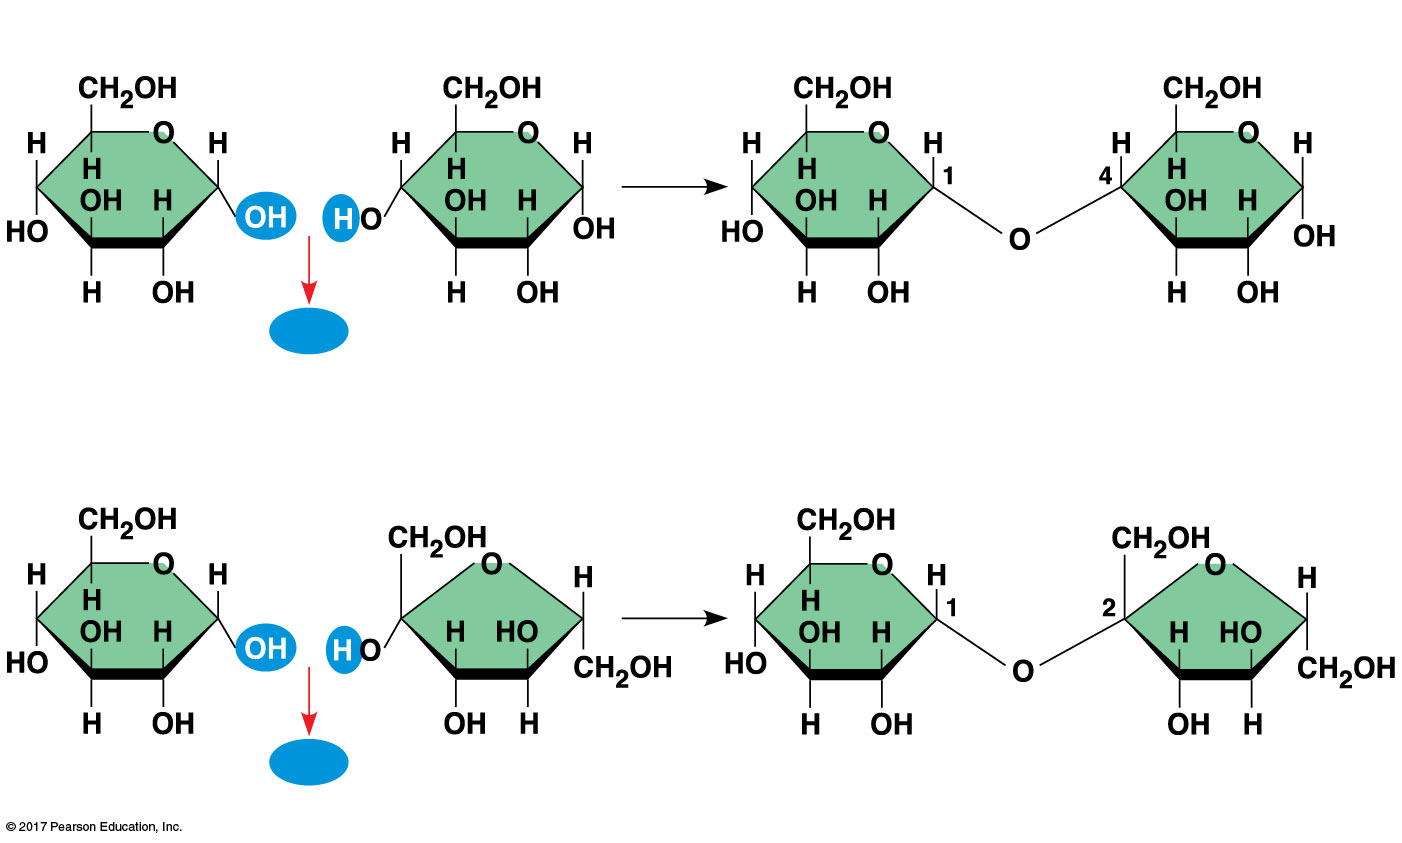 CH2OH CH2OH CH2OH CH2OH
O O O O
H H H H H H H H
1 4
H H H H
OH H OH H OH H OH H
HO OH H O OH HO O OH
H OH H OH H OH H OH
CH2OH CH2OH CH2OH CH2OH
O O O O
H H H H H H
1 2
H H
OH H H HO OH H H HO
HO OH H O CH2OH HO O CH2OH
H OH OH H H OH OH H
© 2017 Pearson Education, Inc.